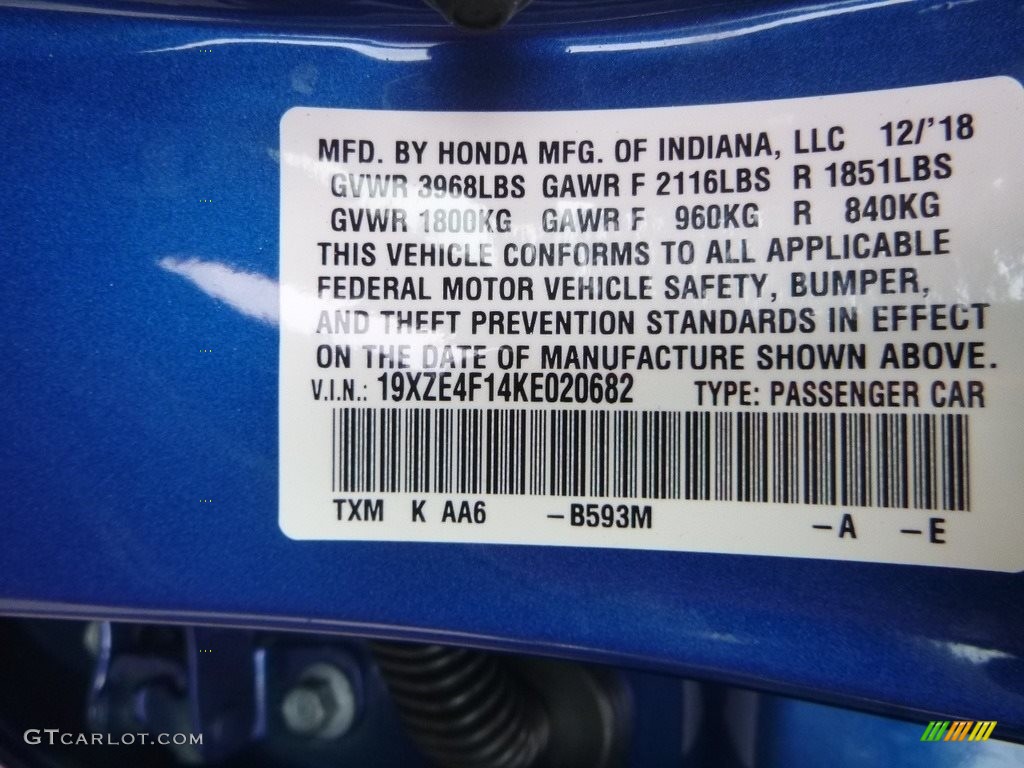 MFD. BY HONDA MFG. OF INDIANA, LLC 12/'18
GVWR 3968LBS GAWR F 2116LBS R 1851LBS
GVWR 1800KG GAWR F 960KG R 840KG
THIS VEHICLE CONFORMS TO ALL APPLICABLE
FEDERAL MOTOR VEHICLE SAFETY, BUMPER,
AND THEFT PREVENTION STANDARDS IN EFFECT
ON THE DATE OF MANUFACTURE SHOWN ABOVE.
V.I.N.: 19XZE4F14KE020682 TYPE: PASSENGER CAR
TXM K AA6 -B593M -A -E
GTCARLOT.COM